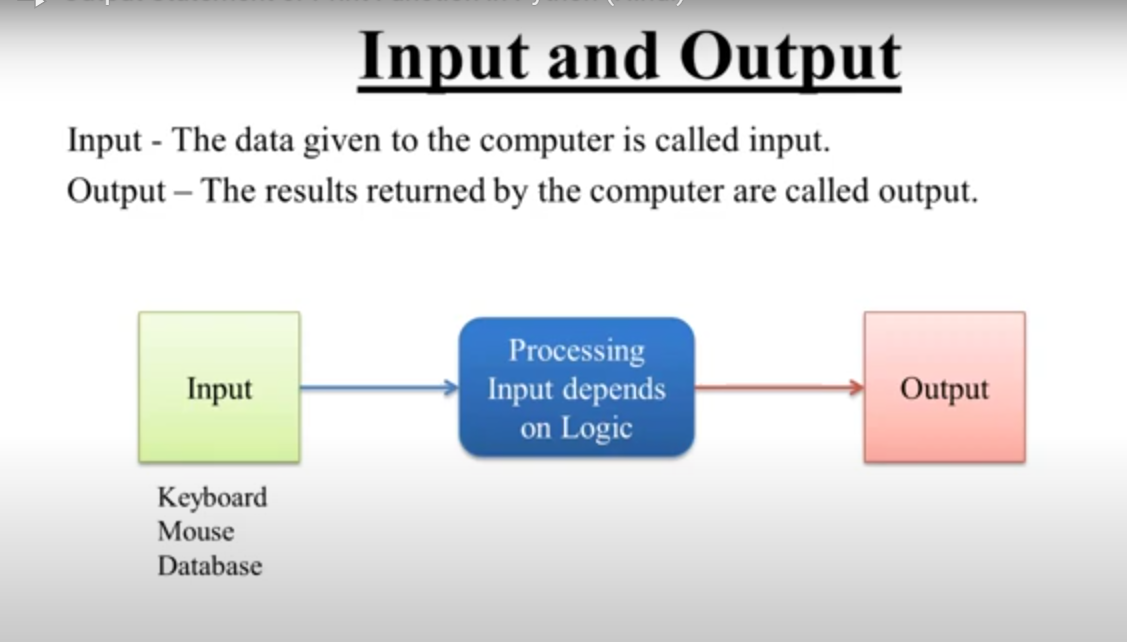 Input and Output
Input - The data given to the computer is called input.
Output – The results returned by the computer are called output.
Input
Processing
Input depends
on Logic
Output
Keyboard
Mouse
Database